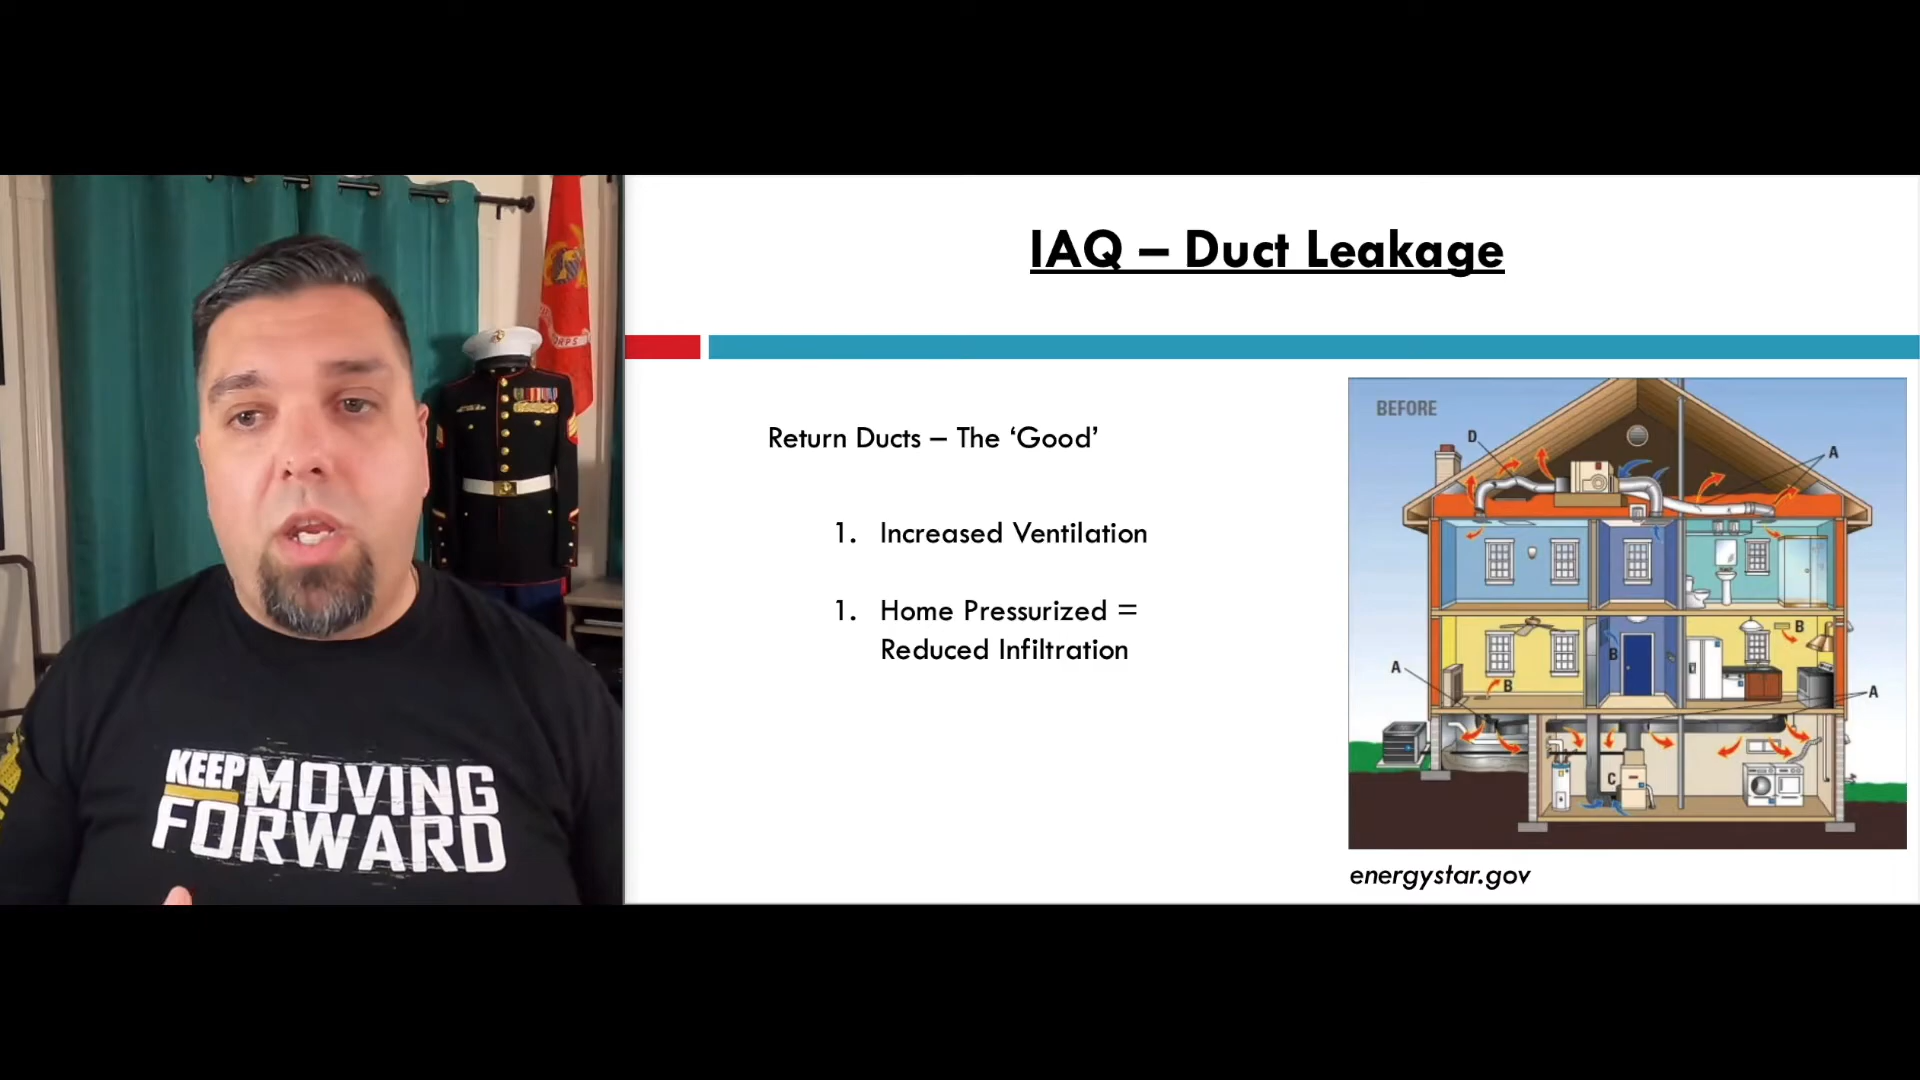 IAQ – Duct Leakage
Return Ducts – The ‘Good’
1. Increased Ventilation
1. Home Pressurized =
Reduced Infiltration
BEFORE
D
A
B
B
B
A
A
C
energystar.gov
KEEP MOVING
FORWARD
ORPS